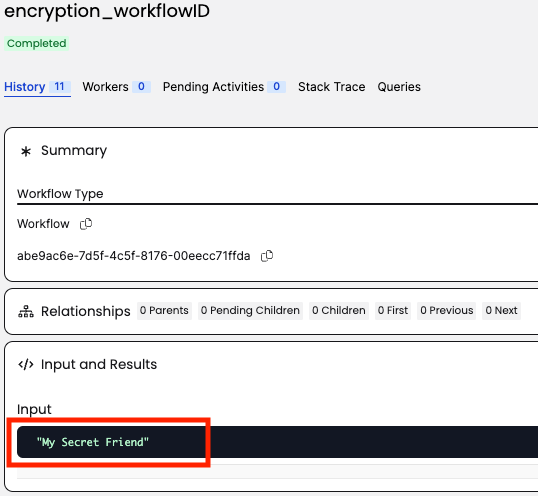 encryption_workflowID
Completed
History 11 Workers 0 Pending Activities 0 Stack Trace Queries
Summary
Workflow Type
Workflow
abe9ac6e-7d5f-4c5f-8176-00eecc71ffda
Relationships 0 Parents 0 Pending Children 0 Children 0 First 0 Previous 0 Next
</> Input and Results
Input
"My Secret Friend"